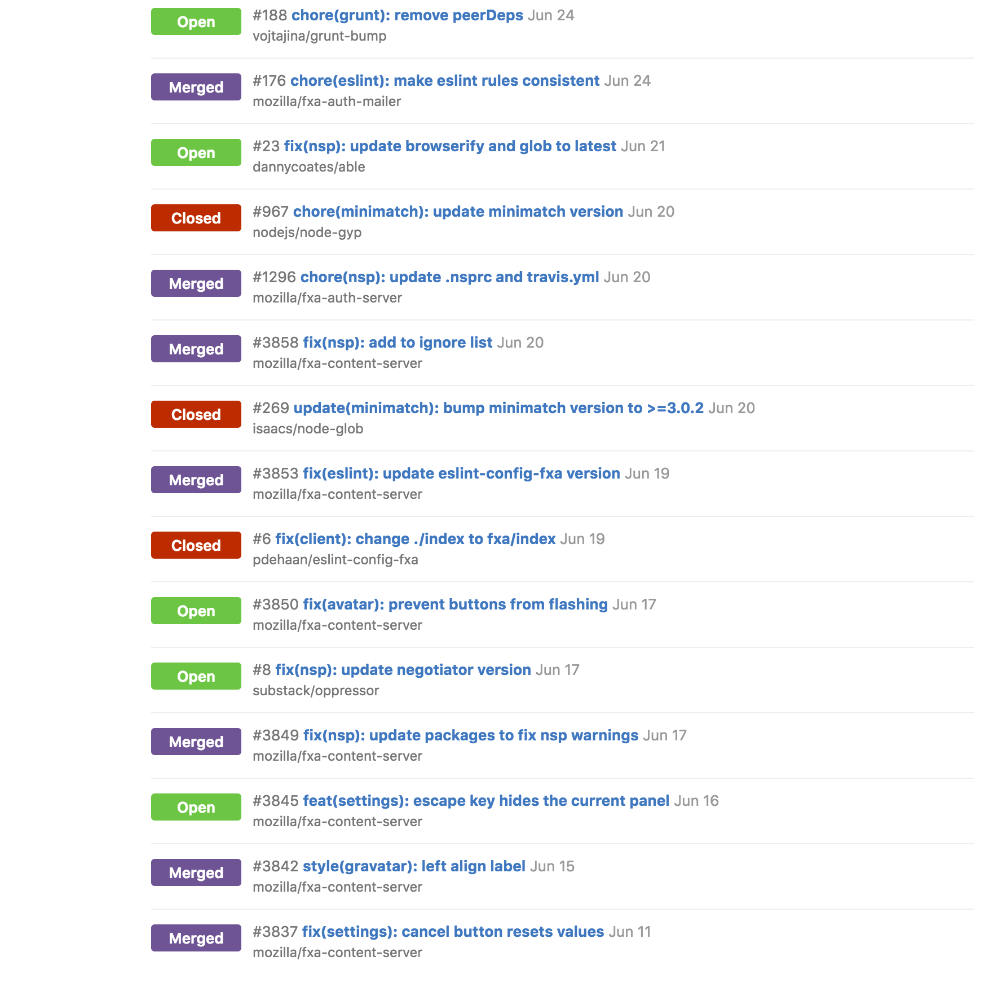 Open
#188 chore(grunt): remove peerDeps Jun 24
vojtajina/grunt-bump
Merged
#176 chore(eslint): make eslint rules consistent Jun 24
mozilla/fxa-auth-mailer
Open
#23 fix(nsp): update browserify and glob to latest Jun 21
dannycoates/able
Closed
#967 chore(minimatch): update minimatch version Jun 20
nodejs/node-gyp
Merged
#1296 chore(nsp): update .nsprc and travis.yml Jun 20
mozilla/fxa-auth-server
Merged
#3858 fix(nsp): add to ignore list Jun 20
mozilla/fxa-content-server
Closed
#269 update(minimatch): bump minimatch version to >=3.0.2 Jun 20
isaacs/node-glob
Merged
#3853 fix(eslint): update eslint-config-fxa version Jun 19
mozilla/fxa-content-server
Closed
#6 fix(client): change ./index to fxa/index Jun 19
pdehaan/eslint-config-fxa
Open
#3850 fix(avatar): prevent buttons from flashing Jun 17
mozilla/fxa-content-server
Open
#8 fix(nsp): update negotiator version Jun 17
substack/oppressor
Merged
#3849 fix(nsp): update packages to fix nsp warnings Jun 17
mozilla/fxa-content-server
Open
#3845 feat(settings): escape key hides the current panel Jun 16
mozilla/fxa-content-server
Merged
#3842 style(gravatar): left align label Jun 15
mozilla/fxa-content-server
Merged
#3837 fix(settings): cancel button resets values Jun 11
mozilla/fxa-content-server